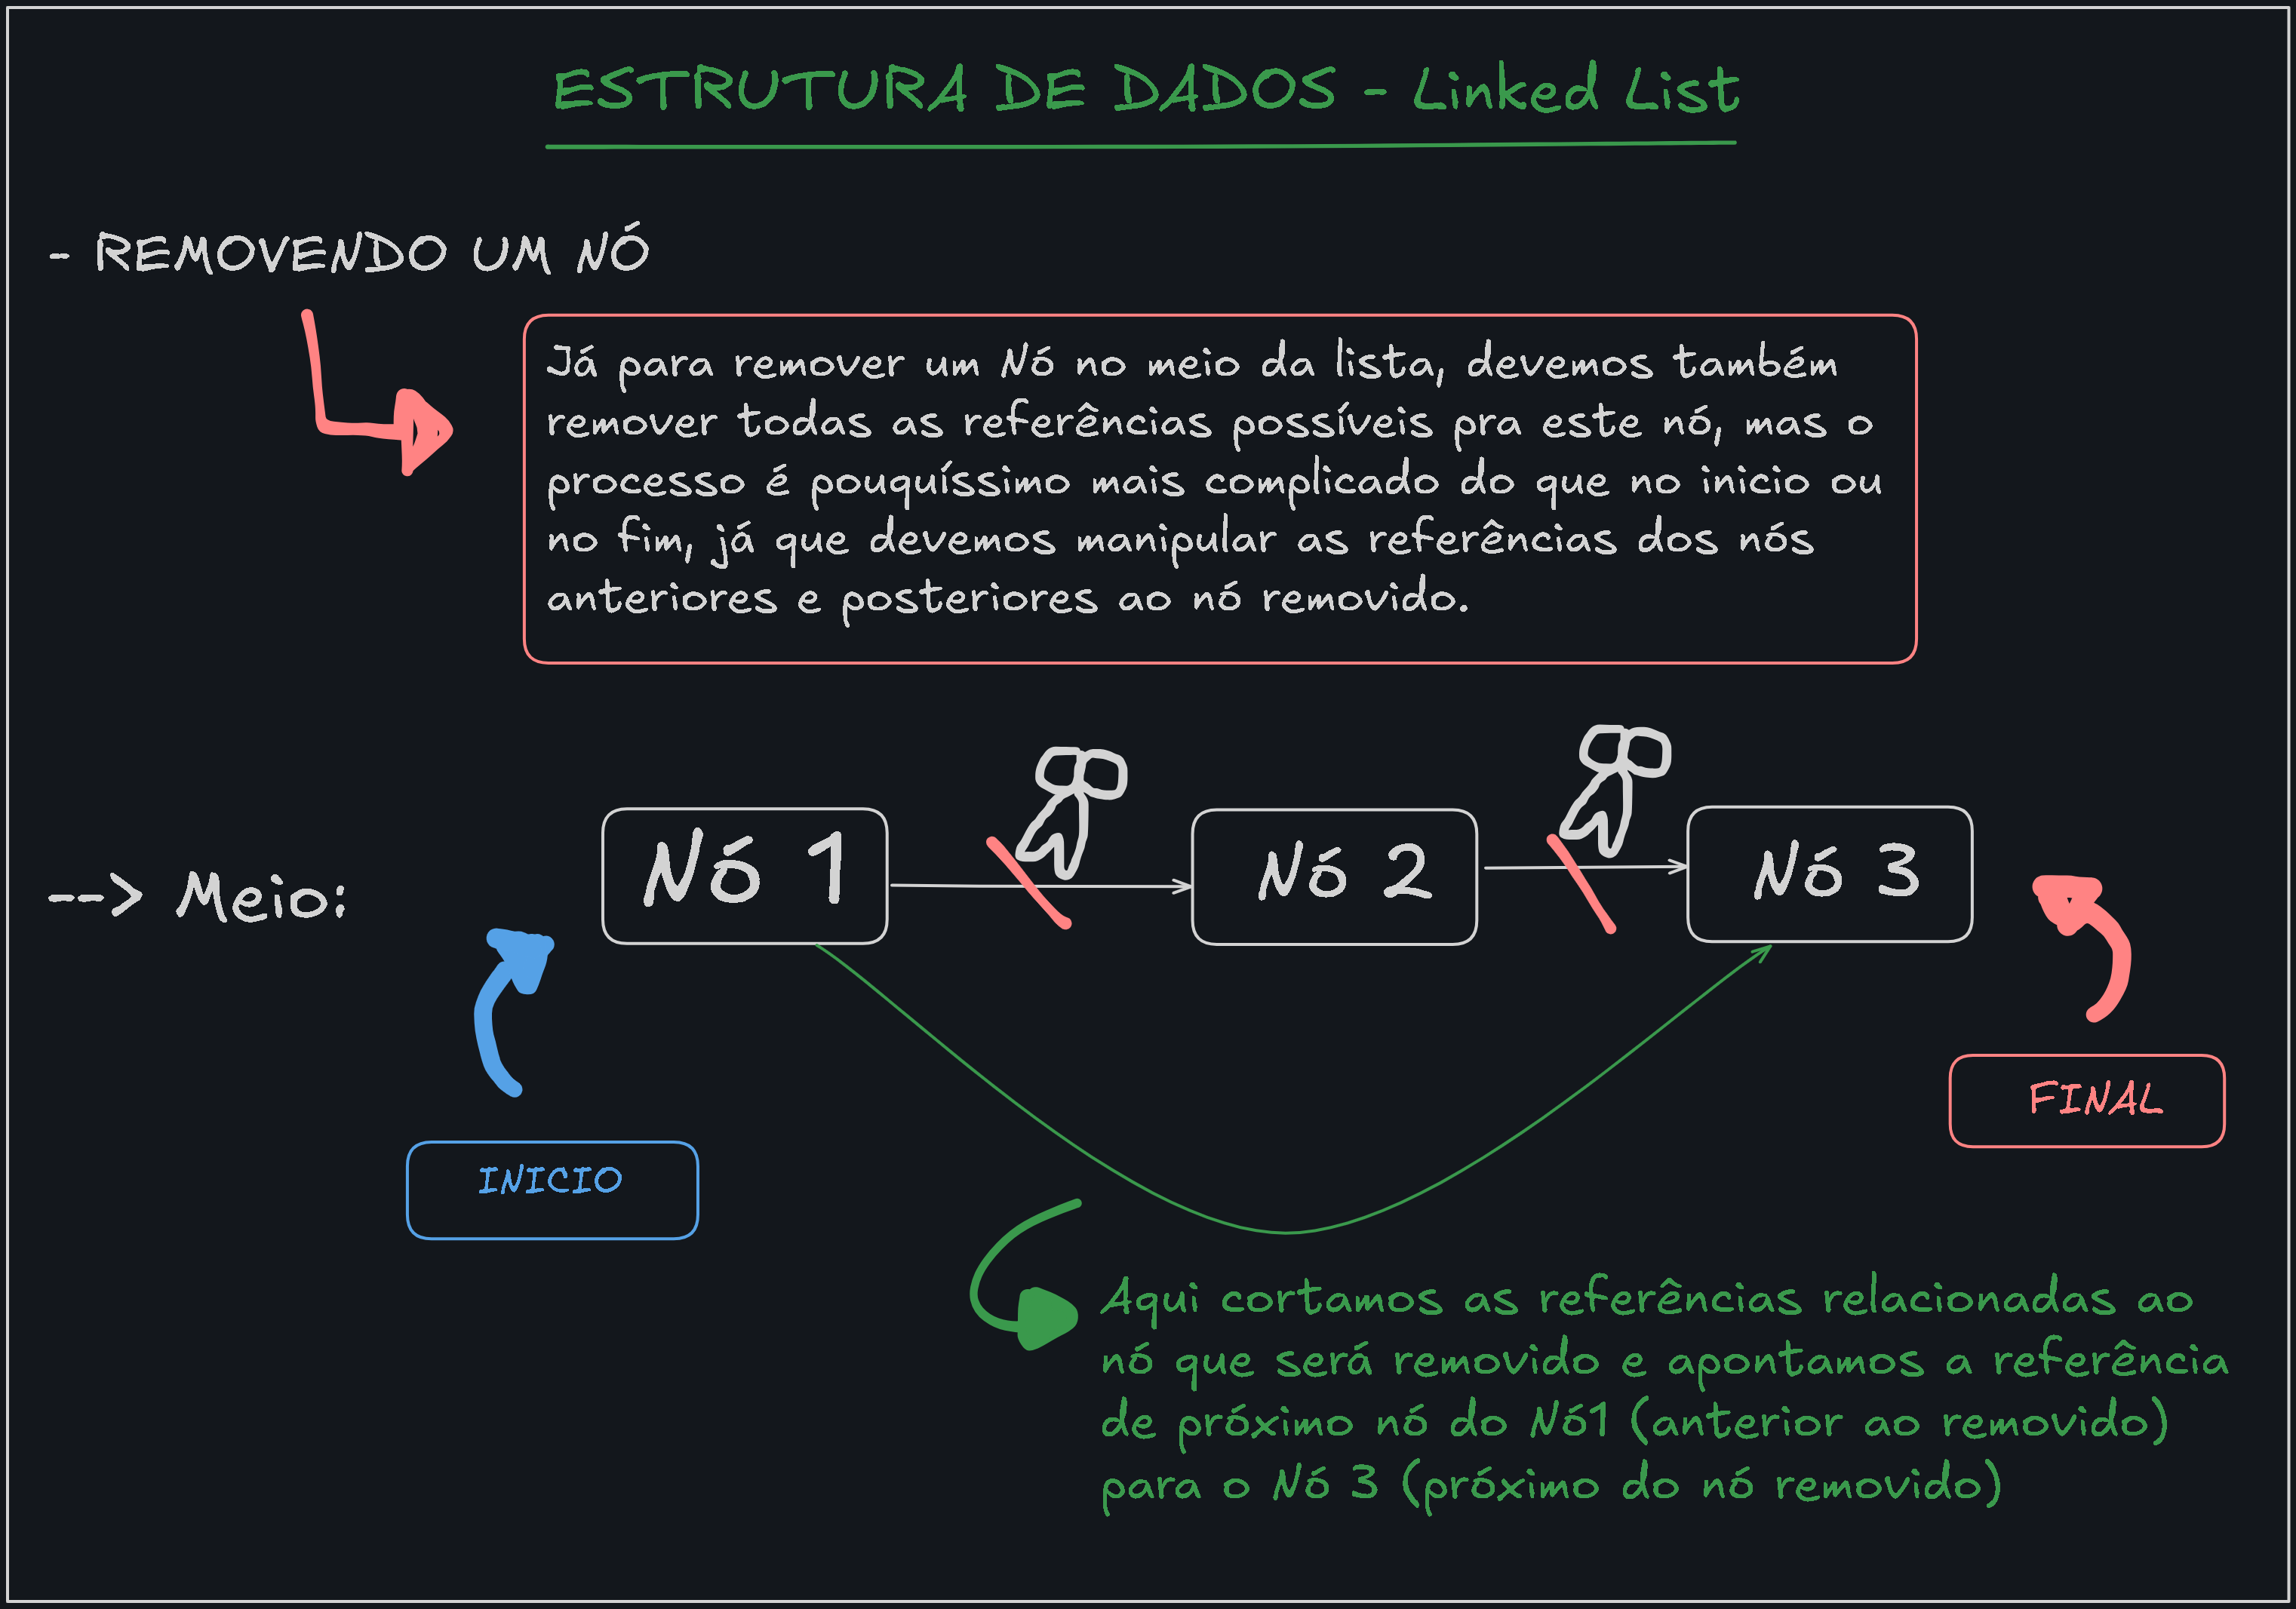 ESTRUTURA DE DADOS - Linked List
- REMOVENDO UM NÓ
Já para remover um Nó no meio da lista, devemos também
remover todas as referências possíveis pra este nó, mas o
processo é pouquíssimo mais complicado do que no inicio ou
no fim, já que devemos manipular as referências dos nós
anteriores e posteriores ao nó removido.
--> Meio:
Nó 1
Nó 2
Nó 3
INICIO
FINAL
Aqui cortamos as referências relacionadas ao
nó que será removido e apontamos a referência
de próximo nó do Nó1 (anterior ao removido)
para o Nó 3 (próximo do nó removido)